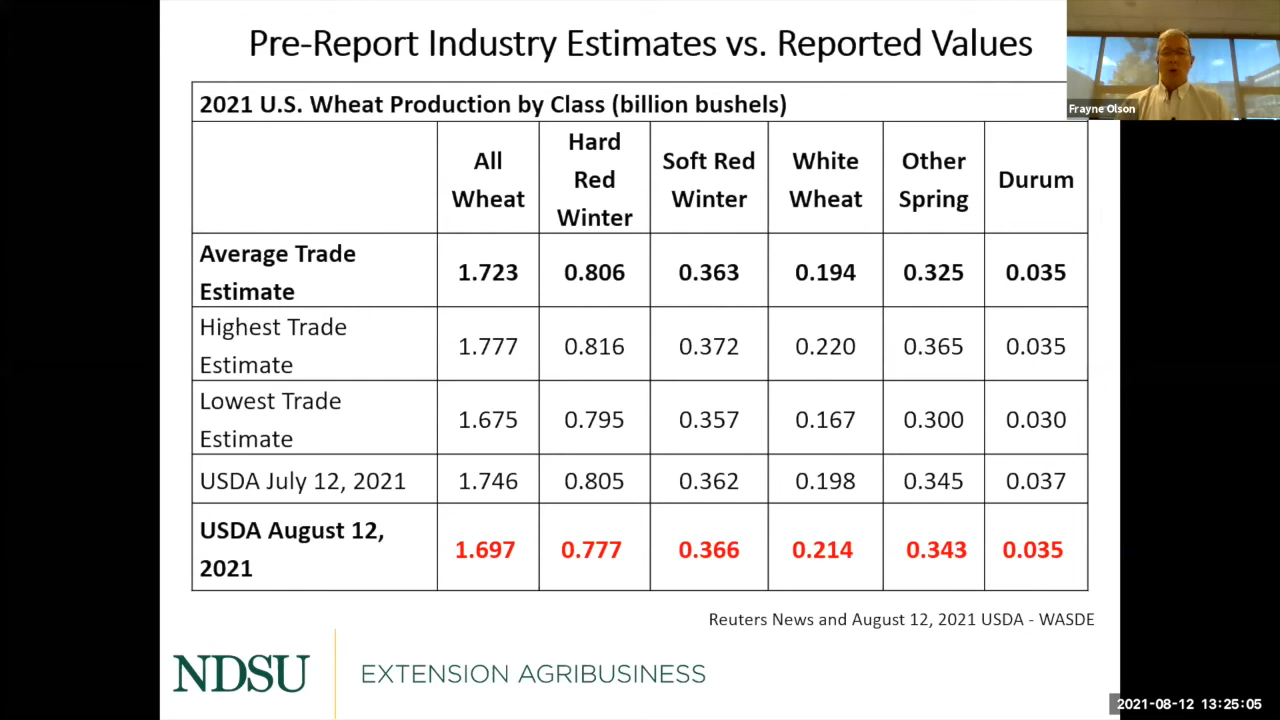 Pre-Report Industry Estimates vs. Reported Values
Frayne Olson
2021 U.S. Wheat Production by Class (billion bushels)
All Wheat
Hard Red Winter
Soft Red Winter
White Wheat
Other Spring
Durum
Average Trade Estimate 1.723 0.806 0.363 0.194 0.325 0.035
Highest Trade Estimate 1.777 0.816 0.372 0.220 0.365 0.035
Lowest Trade Estimate 1.675 0.795 0.357 0.167 0.300 0.030
USDA July 12, 2021 1.746 0.805 0.362 0.198 0.345 0.037
USDA August 12, 2021 1.697 0.777 0.366 0.214 0.343 0.035
Reuters News and August 12, 2021 USDA - WASDE
NDSU EXTENSION AGRIBUSINESS
2021-08-12 13:25:05